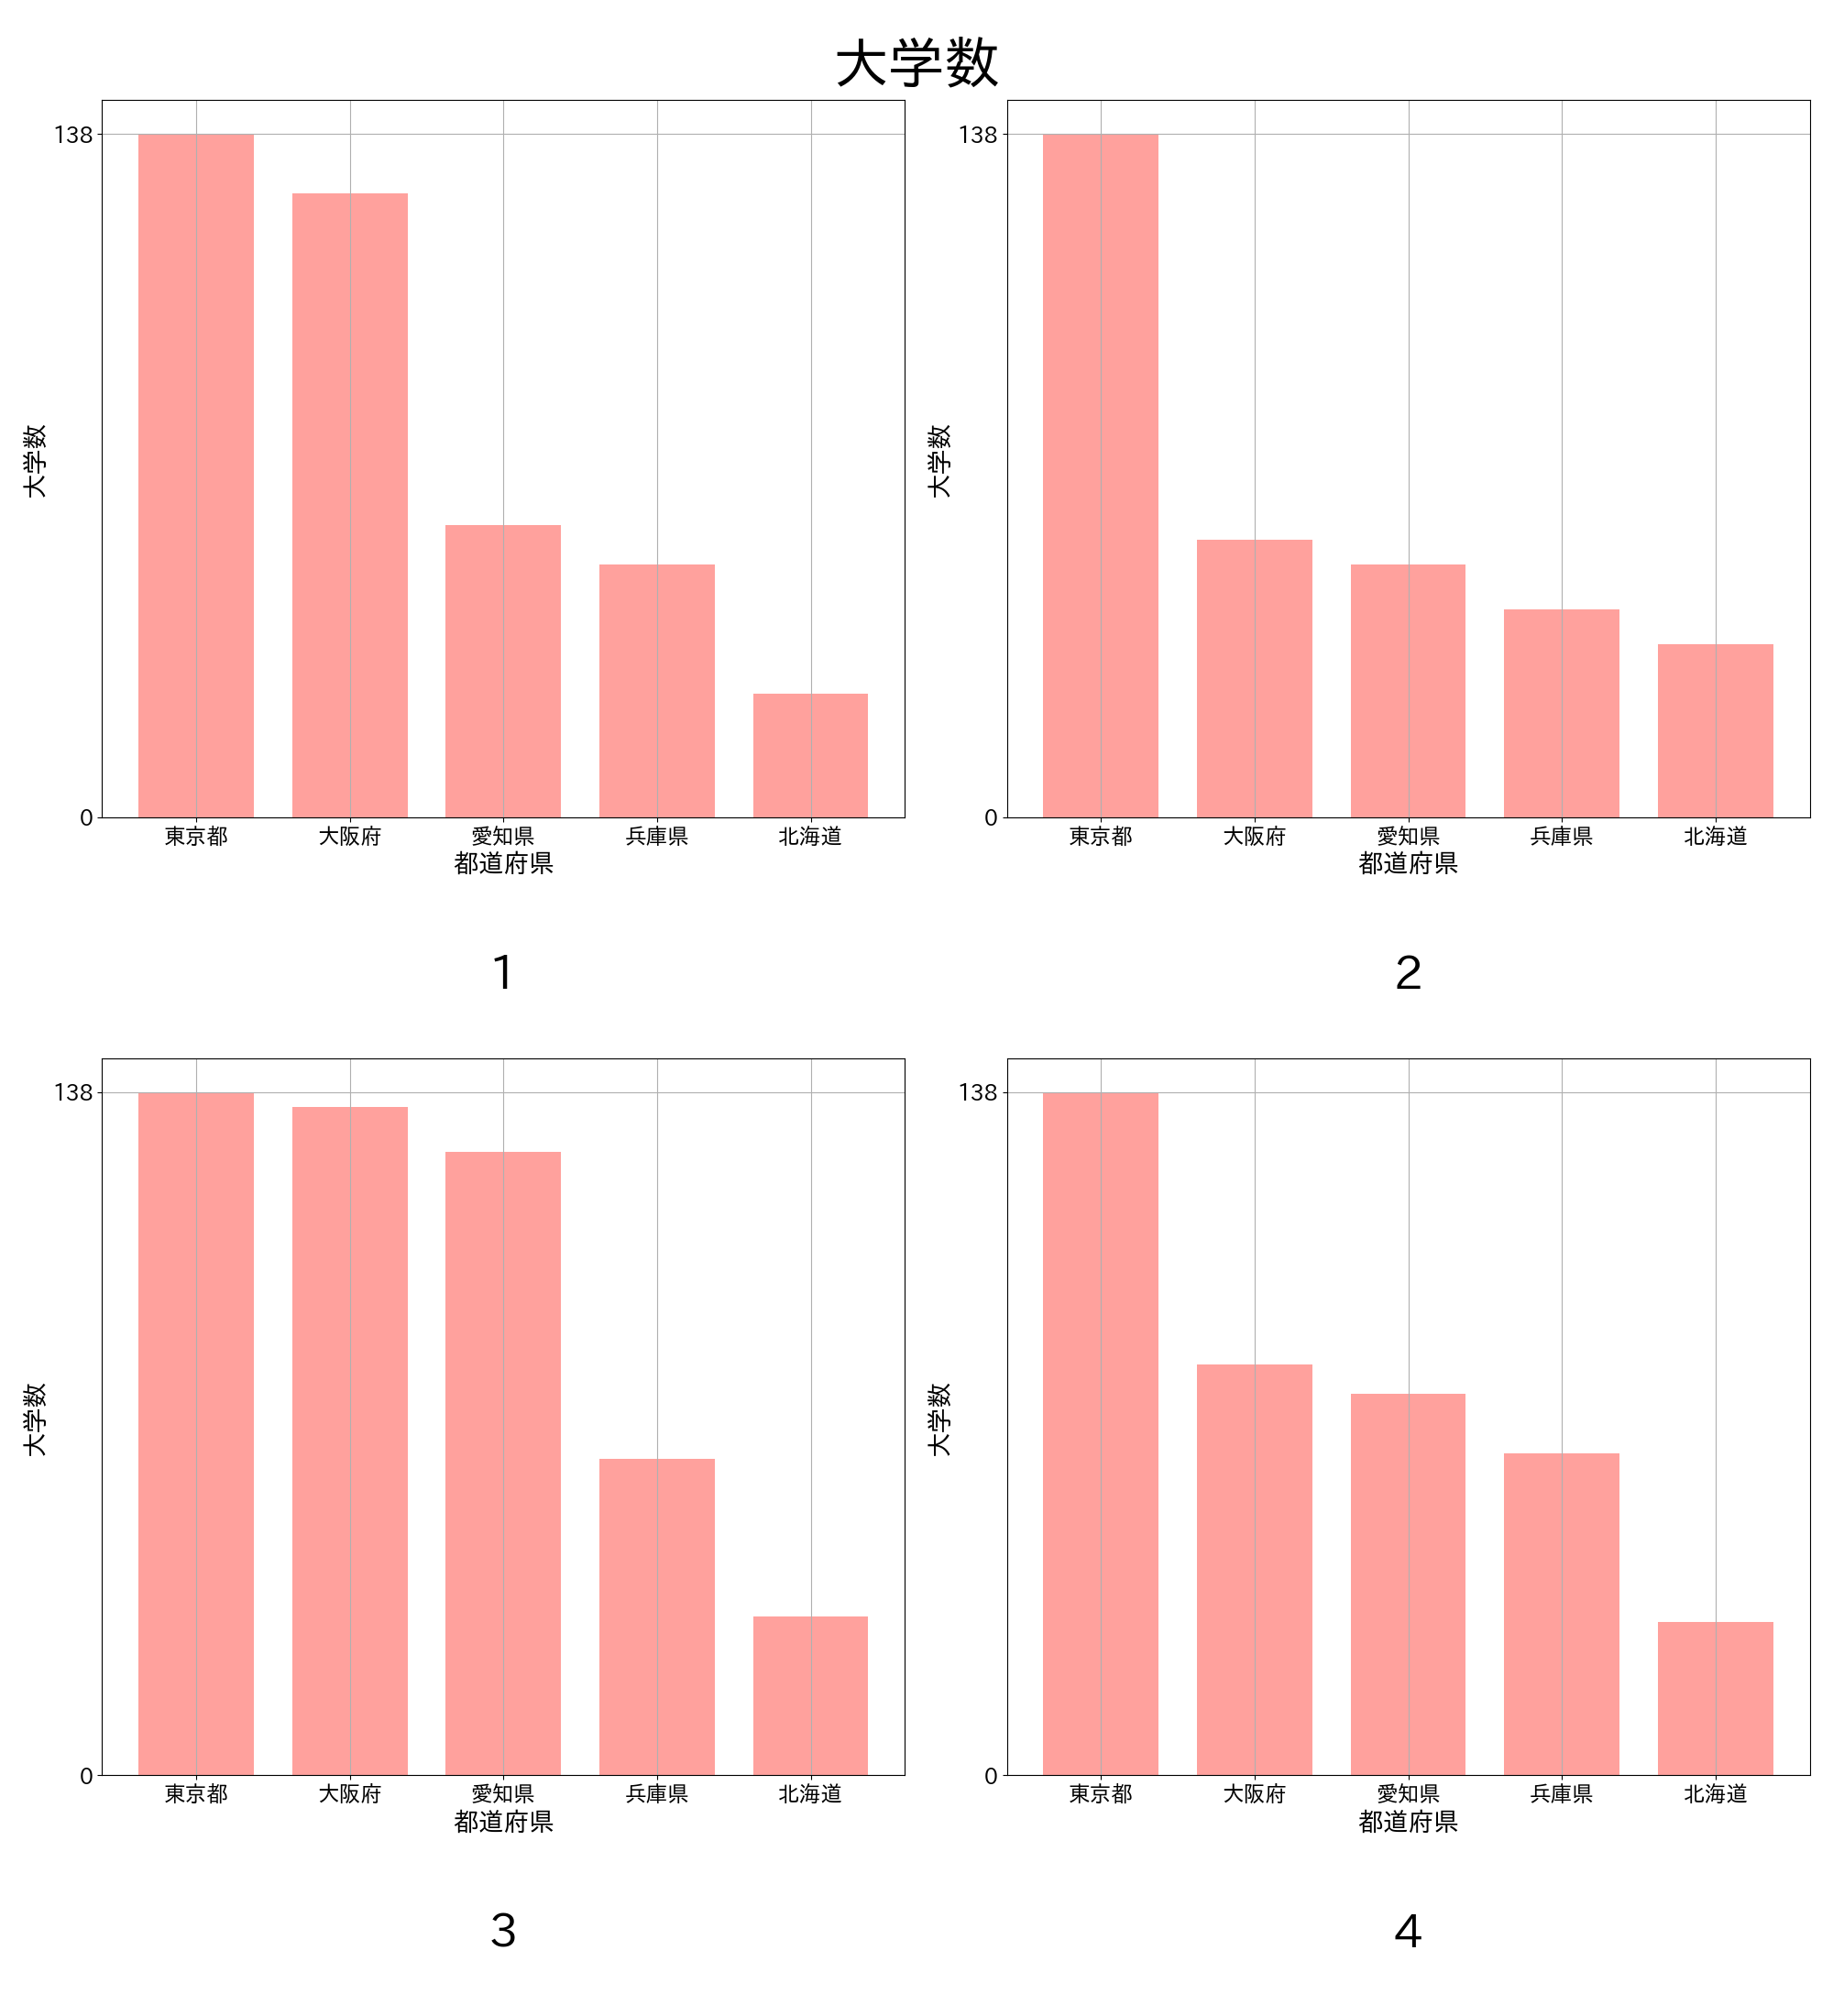 大学数
138
0
大学数
東京都 大阪府 愛知県 兵庫県 北海道
都道府県
1
138
0
大学数
東京都 大阪府 愛知県 兵庫県 北海道
都道府県
2
138
0
大学数
東京都 大阪府 愛知県 兵庫県 北海道
都道府県
3
138
0
大学数
東京都 大阪府 愛知県 兵庫県 北海道
都道府県
4